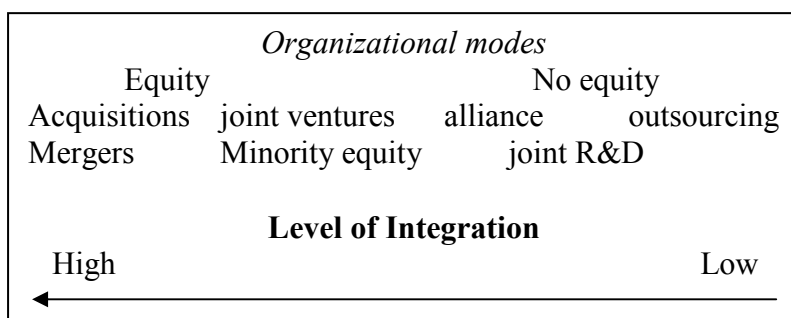 Organizational modes
Equity No equity
Acquisitions joint ventures alliance outsourcing
Mergers Minority equity joint R&D
Level of Integration
High Low